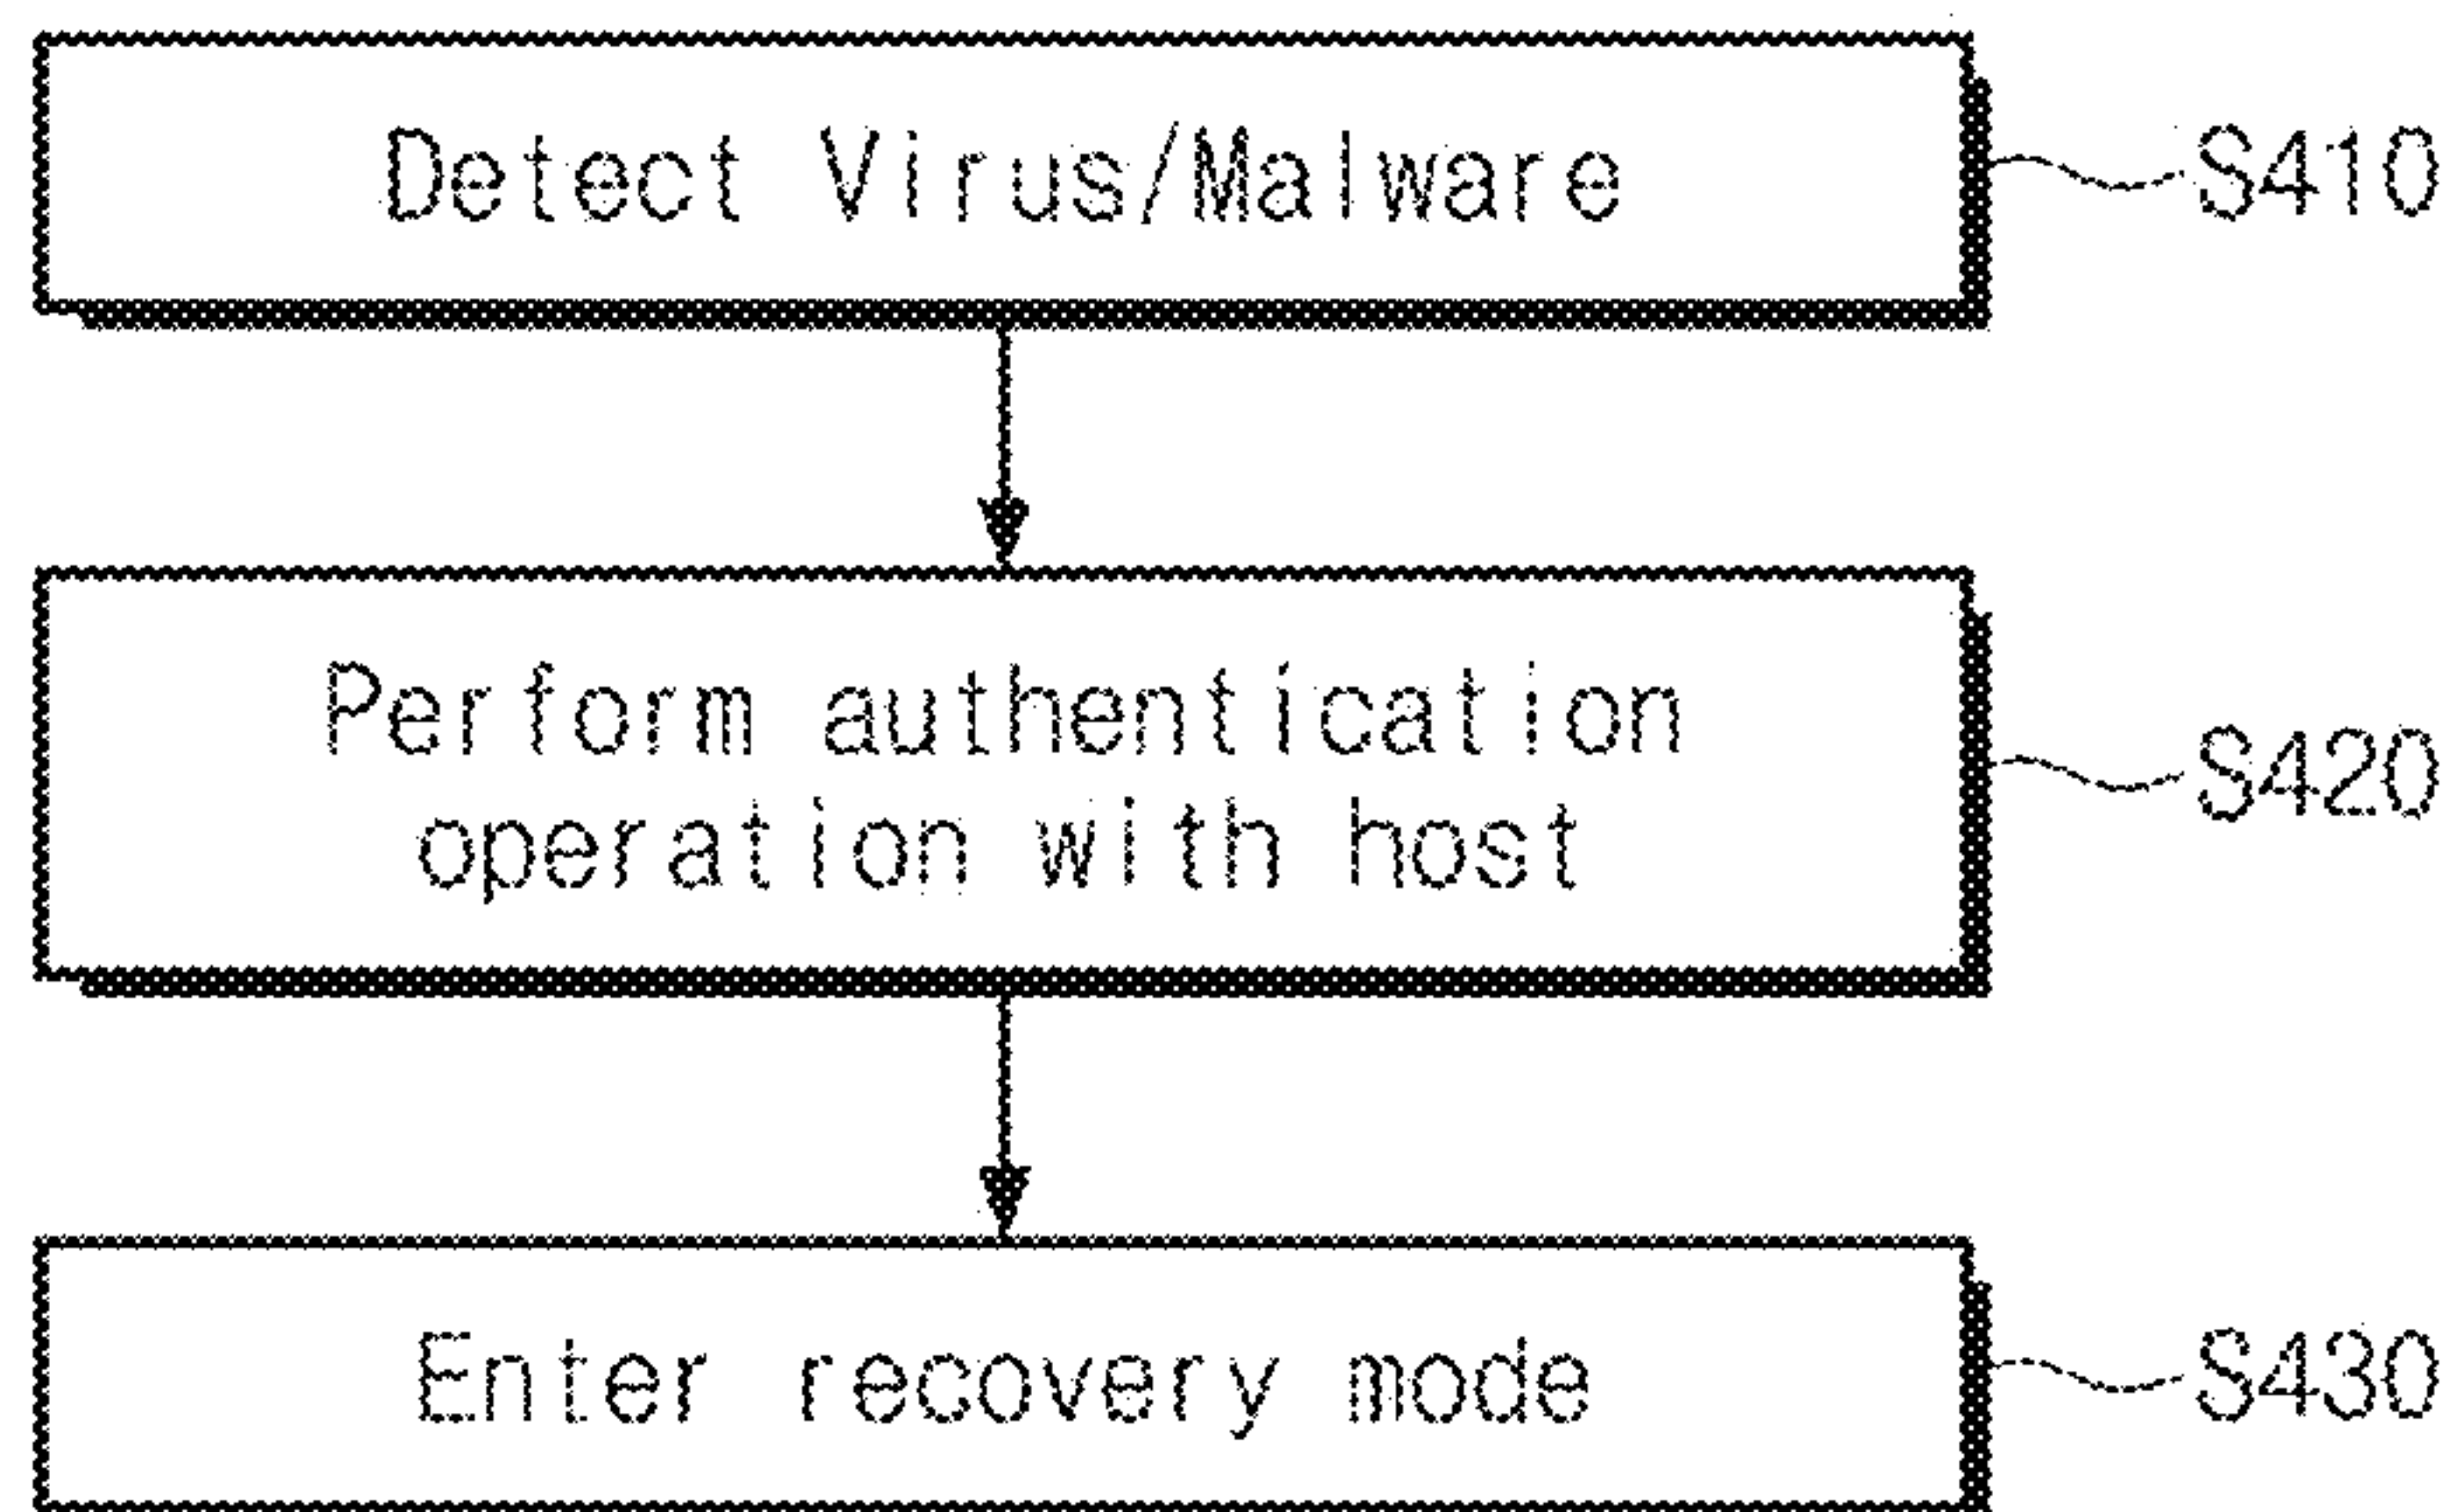 Detect Virus/Malware
S410
Perform authentication
operation with host
S420
Enter recovery mode
S430